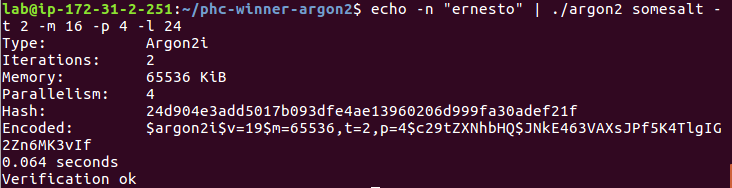 lab@ip-172-31-2-251:~/phc-winner-argon2$ echo -n "ernesto" | ./argon2 somesalt -
t 2 -m 16 -p 4 -l 24
Type: Argon2i
Iterations: 2
Memory: 65536 KiB
Parallelism: 4
Hash: 24d904e3add5017b093dfe4ae13960206d999fa30adef21f
Encoded: $argon2i$v=19$m=65536,t=2,p=4$c29tZXNhbHQ$JNkE463VAXsJPf5K4TlgIG
2Zn6MK3vIf
0.064 seconds
Verification ok